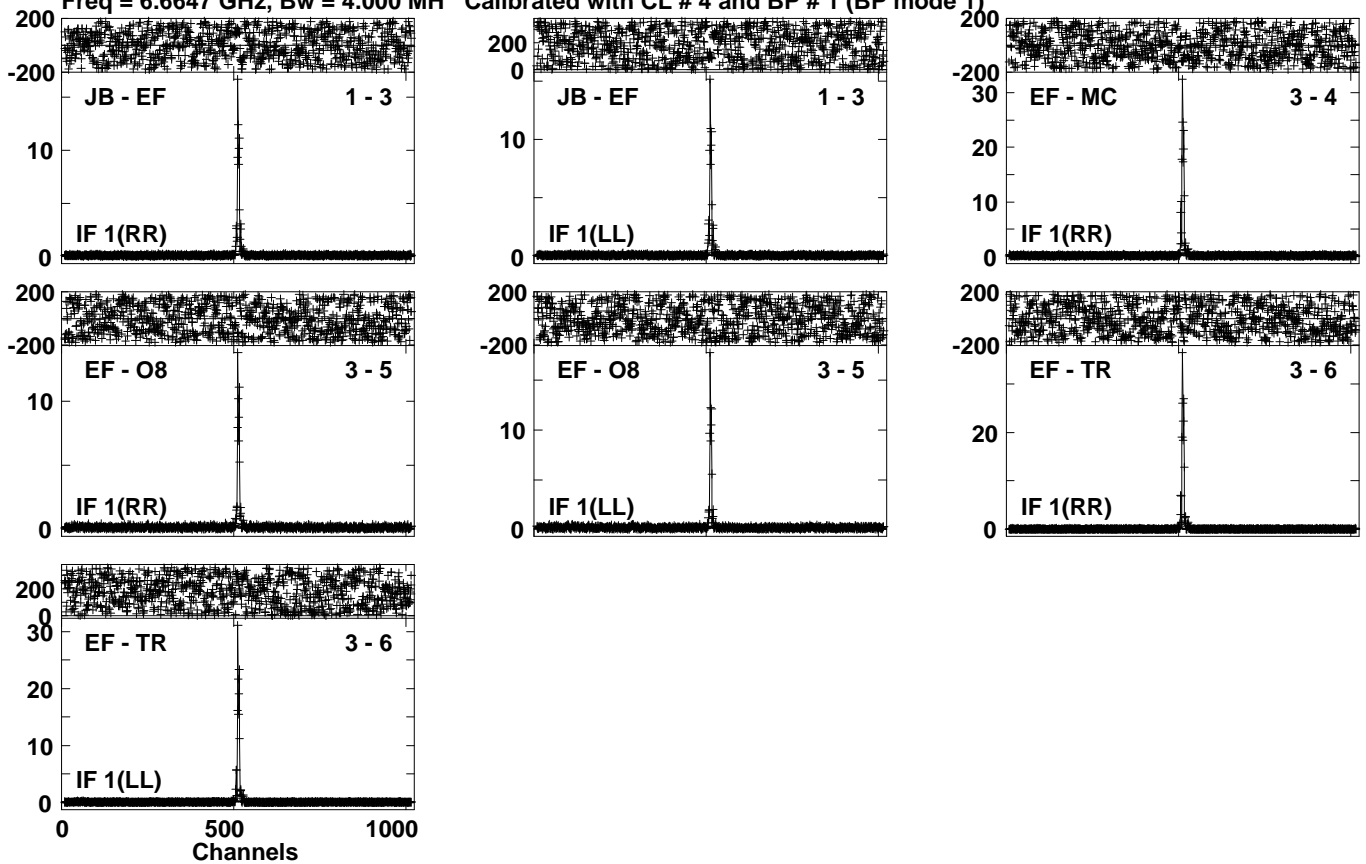 Freq = 6.6647 GHz, Bw = 4.000 MH Calibrated with CL # 4 and BP # 1 (BP mode 1)
200
-200
JB - EF 1 - 3
10
0
IF 1(RR)
200
0
JB - EF 1 - 3
10
0
IF 1(LL)
200
-200
EF - MC 3 - 4
30
20
10
0
IF 1(RR)
200
-200
EF - O8 3 - 5
10
0
IF 1(RR)
200
-200
EF - O8 3 - 5
10
0
IF 1(LL)
200
-200
EF - TR 3 - 6
20
0
IF 1(RR)
200
0
EF - TR 3 - 6
30
20
10
0
IF 1(LL)
0 500 1000
Channels